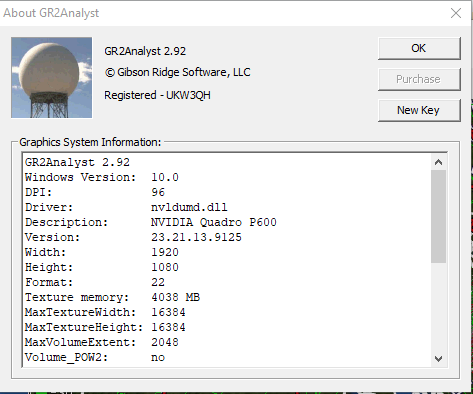 About GR2Analyst
GR2Analyst 2.92
© Gibson Ridge Software, LLC
Registered - UKW3QH
OK
Purchase
New Key
Graphics System Information:
GR2Analyst 2.92
Windows Version: 10.0
DPI: 96
Driver: nvldumd.dll
Description: NVIDIA Quadro P600
Version: 23.21.13.9125
Width: 1920
Height: 1080
Format: 22
Texture memory: 4038 MB
MaxTextureWidth: 16384
MaxTextureHeight: 16384
MaxVolumeExtent: 2048
Volume_POW2: no